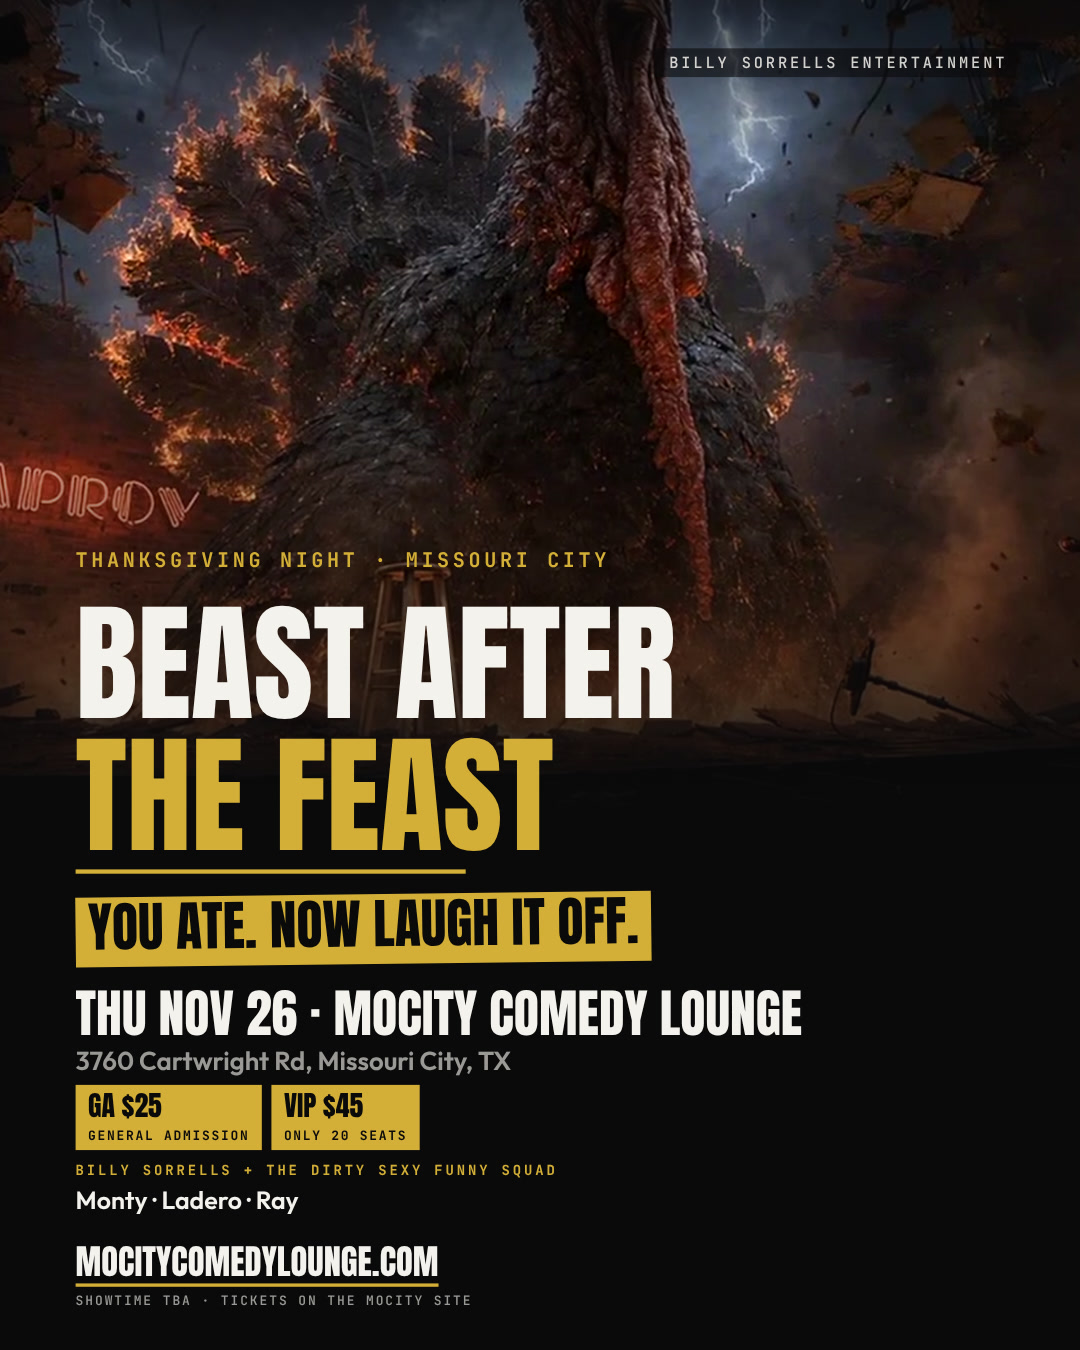 BILLY SORRELLS ENTERTAINMENT
THANKSGIVING NIGHT · MISSOURI CITY
BEAST AFTER
THE FEAST
YOU ATE. NOW LAUGH IT OFF.
THU NOV 26 · MOCITY COMEDY LOUNGE
3760 Cartwright Rd, Missouri City, TX
GA $25
GENERAL ADMISSION
VIP $45
ONLY 20 SEATS
BILLY SORRELLS + THE DIRTY SEXY FUNNY SQUAD
Monty · Ladero · Ray
MOCITYCOMEDYLOUNGE.COM
SHOWTIME TBA · TICKETS ON THE MOCITY SITE